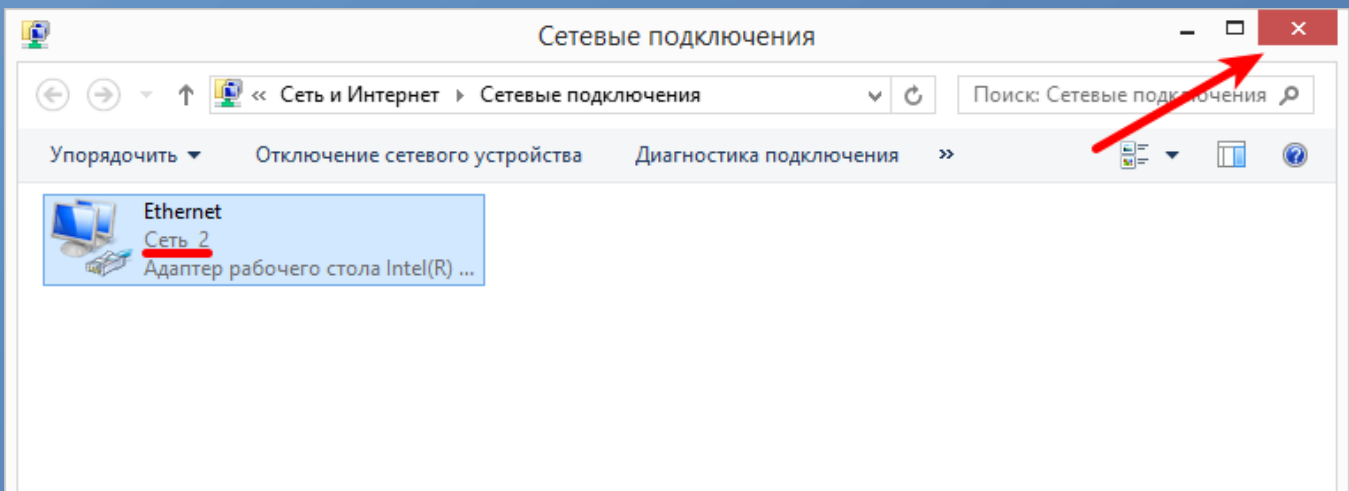 Сетевые подключения
« Сеть и Интернет Сетевые подключения
Поиск: Сетевые подключения
Упорядочить Отключение сетевого устройства Диагностика подключения »
Ethernet
Сеть 2
Адаптер рабочего стола Intel(R) ...